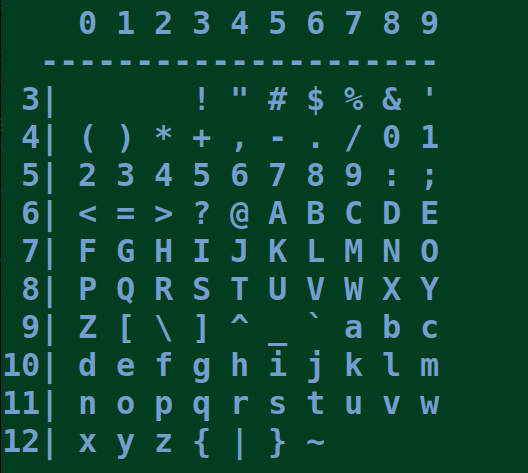 0 1 2 3 4 5 6 7 8 9
  ---------------------
 3|       ! " # $ % & '
 4| ( ) * + , - . / 0 1
 5| 2 3 4 5 6 7 8 9 : ;
 6| < = > ? @ A B C D E
 7| F G H I J K L M N O
 8| P Q R S T U V W X Y
 9| Z [ \ ] ^ _ ` a b c
10| d e f g h i j k l m
11| n o p q r s t u v w
12| x y z { | } ~